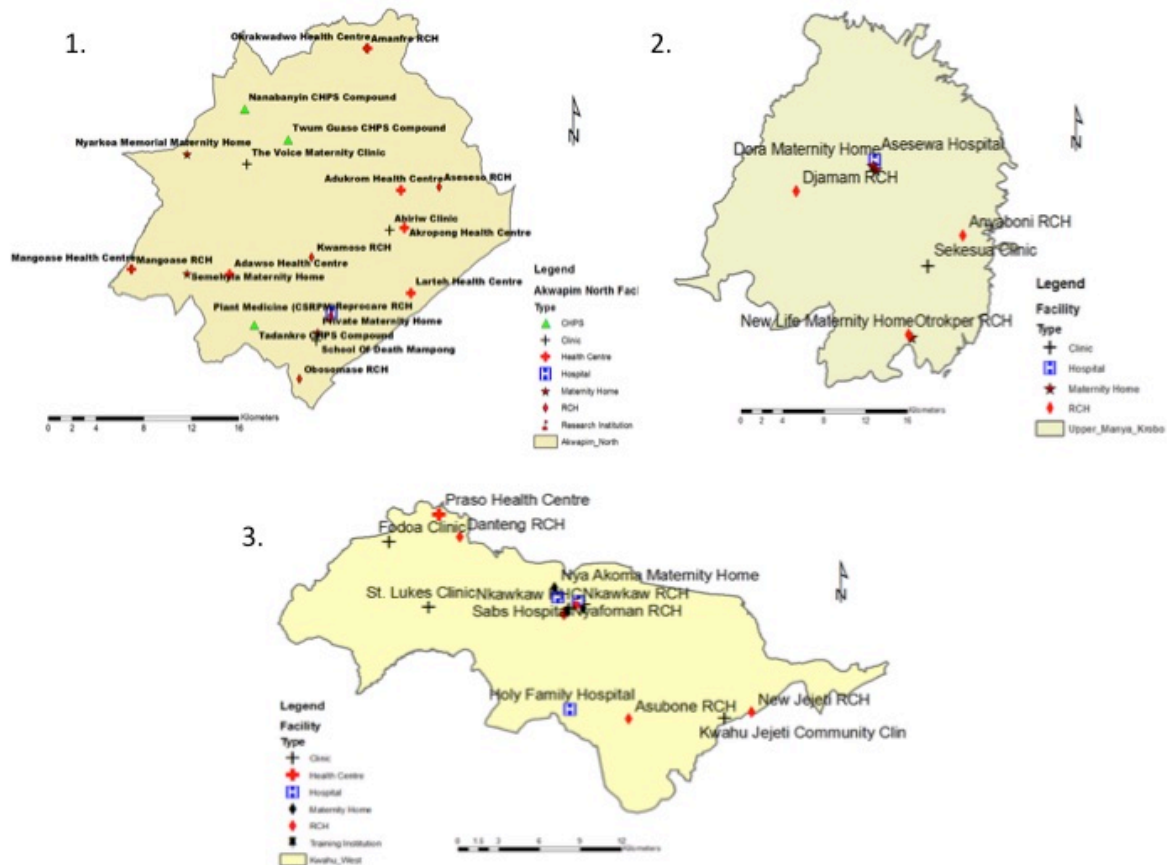 1.
Okrakwadwo Health Centre
Amanfre RCH
Nanabanyin CHPS Compound
Twum Guaso CHPS Compound
Nyarkoa Memorial Maternity Home
The Voice Maternity Clinic
Adukrom Health Centre
Aseseso RCH
Abiriw Clinic
Akropong Health Centre
Kwamoso RCH
Mangoase Health Centre
Mangoase RCH
Adawso Health Centre
Maternity Home
Larteh Health Centre
Plant Medicine (CSRPM)
Reprocare RCH
Private Maternity Home
Tadankro CHPS Compound
School Of Death Mampong
Obosomase RCH
N
0 2 4 8 12 16
Kilometers
Legend
Akwapim North Faci
Type
CHPS
Clinic
Health Centre
Hospital
Maternity Home
RCH
Research Institution
Akwapim_North
2.
N
Dora Maternity Home
Asesewa Hospital
Djamam RCH
Anyaboni RCH
Sekesua Clinic
New Life Maternity Home
Otrokper RCH
0 2 4 8 12 16
Kilometers
Legend
Facility
Type
Clinic
Hospital
Maternity Home
RCH
Upper_Manya_Krobo
3.
N
Praso Health Centre
Fodoa Clinic
Danteng RCH
Nya Akoma Maternity Home
St. Lukes Clinic
Nkawkaw
Nkawkaw RCH
Sabs Hospital
Nyafoman RCH
Holy Family Hospital
Asubone RCH
New Jejeti RCH
Kwahu Jejeti Community Clin
Legend
Facility
Type
Clinic
Health Centre
Hospital
Maternity Home
RCH
Training Institution
Kwahu_West
0 1.5 3 6 9 12
Kilometers